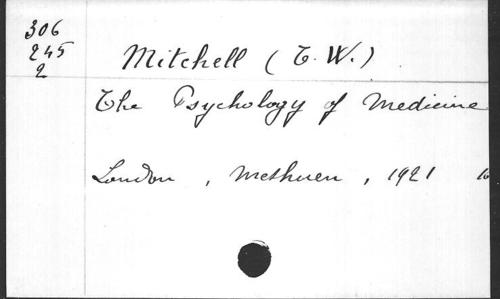 306
245
2
Mitchell (T. W.)
The Psychology of Medicine
London, Methuen, 1921